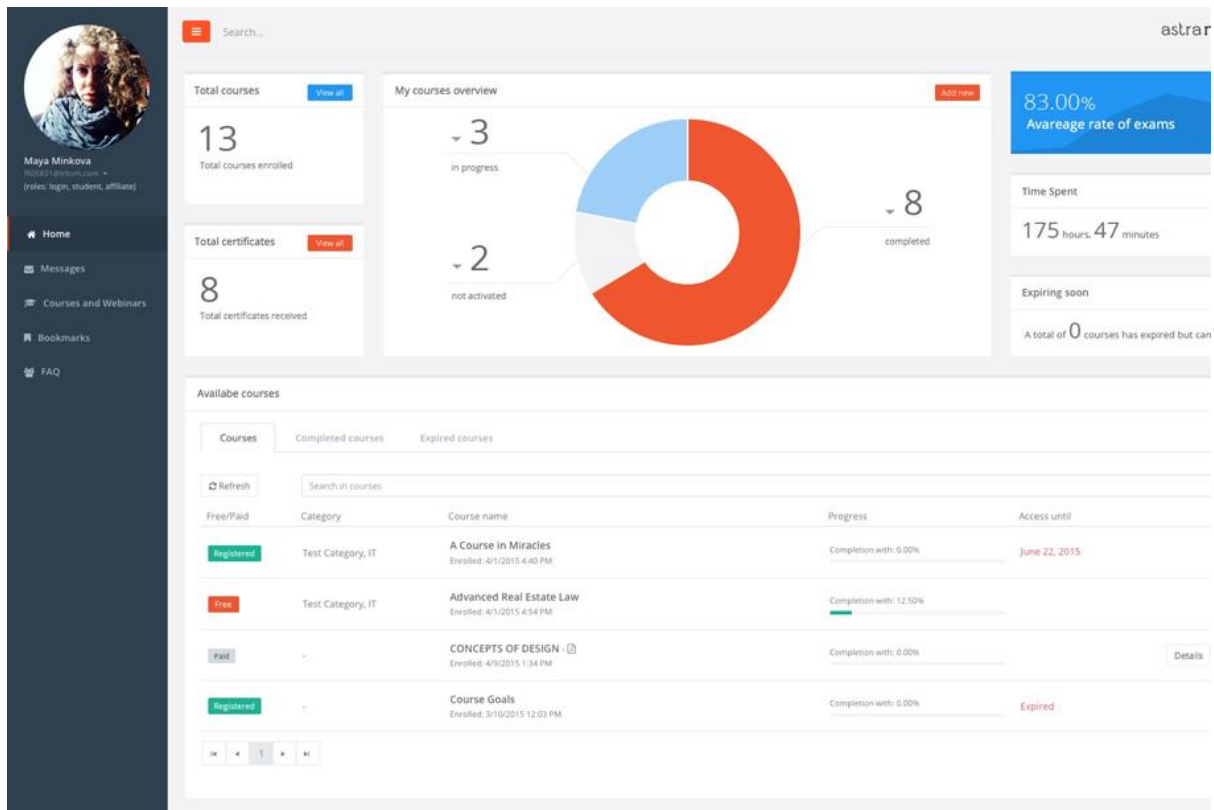 Search...
astra
Maya Minkova
(roles: login, student, affiliate)
Home
Messages
Courses and Webinars
Bookmarks
FAQ
Total courses
View all
13
Total courses enrolled
Total certificates
View all
8
Total certificates received
My courses overview
Add new
3
in progress
2
not activated
8
completed
83.00%
Avareage rate of exams
Time Spent
175 hours, 47 minutes
Expiring soon
A total of 0 courses has expired but can
Availabe courses
Courses Completed courses Expired courses
Refresh Search in courses
Free/Paid Category Course name Progress Access until
Registered Test Category, IT A Course in Miracles Completion with: 0.00% June 22, 2015
Enrolled: 4/1/2015 4:40 PM
Free Test Category, IT Advanced Real Estate Law Completion with: 12.50%
Enrolled: 4/1/2015 4:54 PM
Paid - CONCEPTS OF DESIGN - Completion with: 0.00% Details
Enrolled: 4/9/2015 1:34 PM
Registered - Course Goals Completion with: 0.00% Expired
Enrolled: 3/10/2015 12:03 PM
1